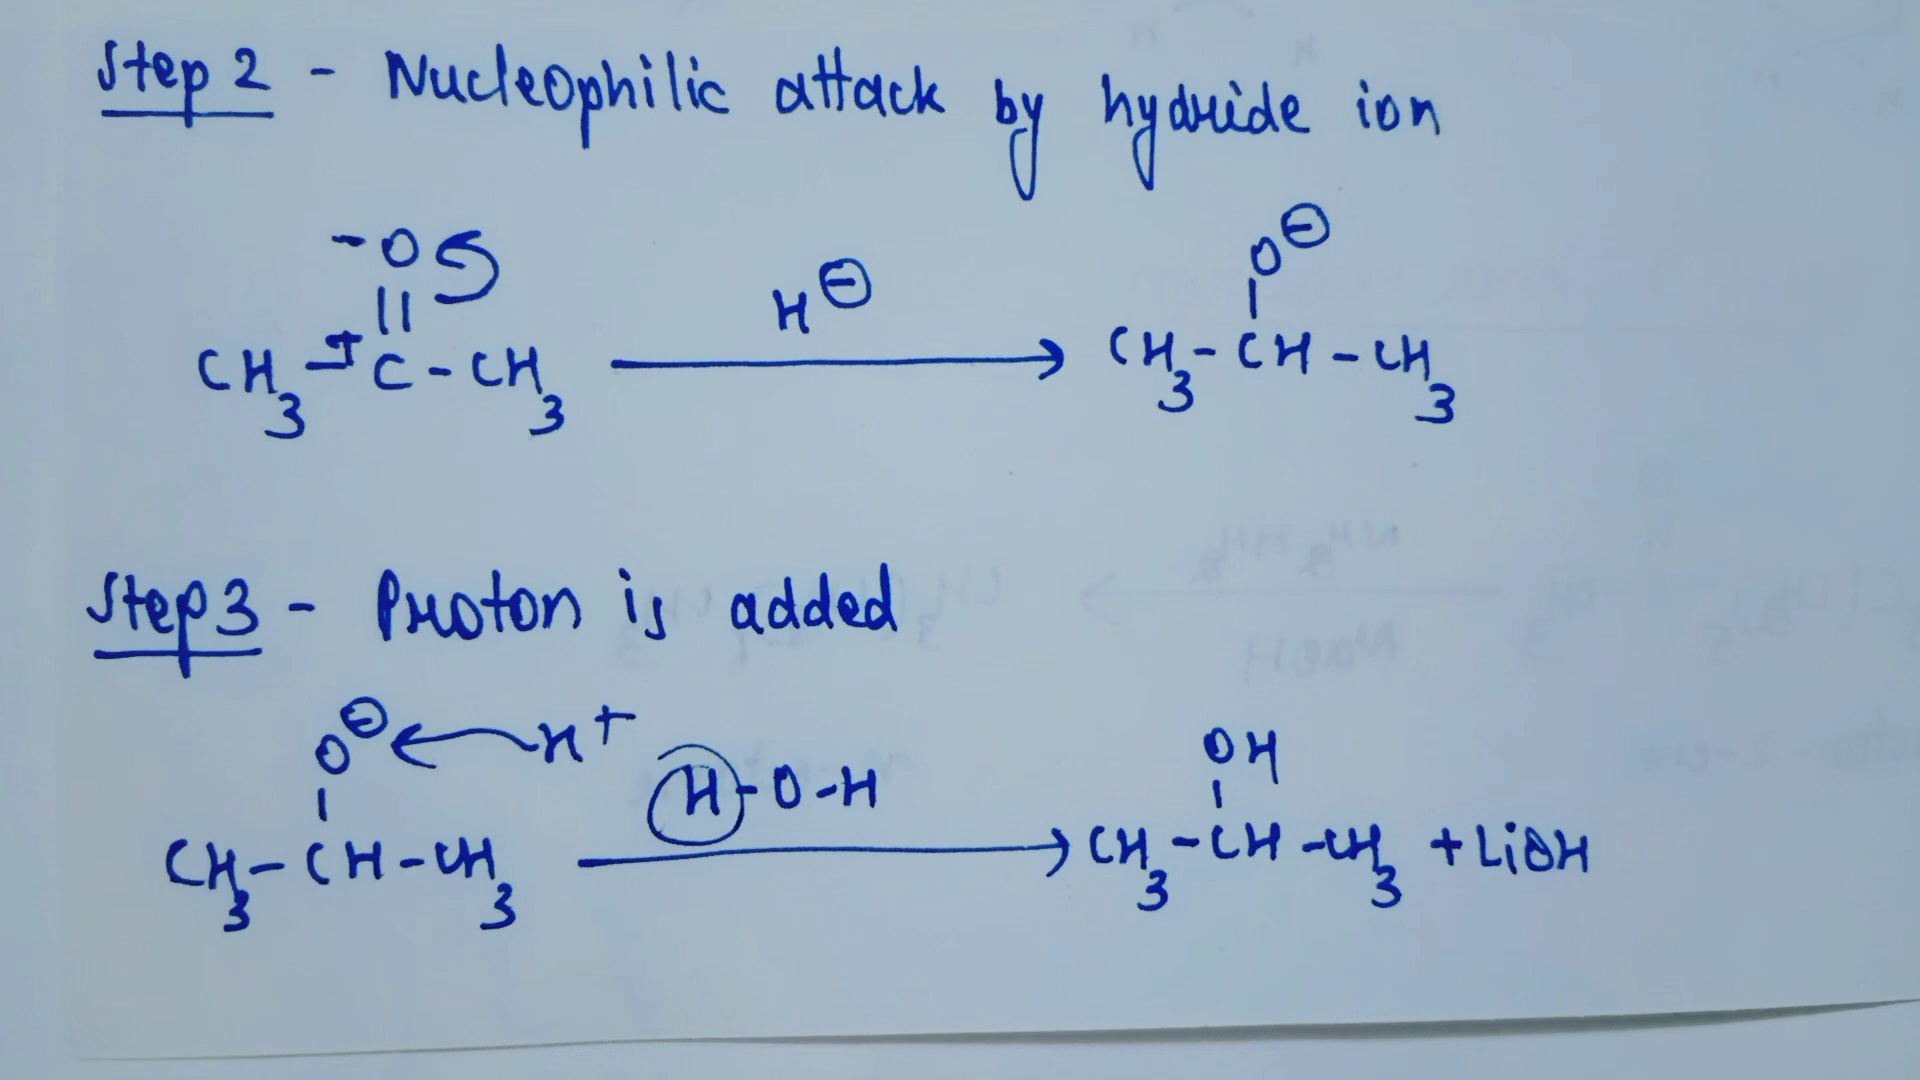 Step 2 - Nucleophilic attack by hydride ion
-O
||
CH3 -+ C - CH3
H⊖
O⊖
|
CH3 - CH - CH3
Step 3 - Proton is added
O⊖ H+
|
CH3 - CH - CH3
H - O - H
OH
|
CH3 - CH - CH3 + LiOH